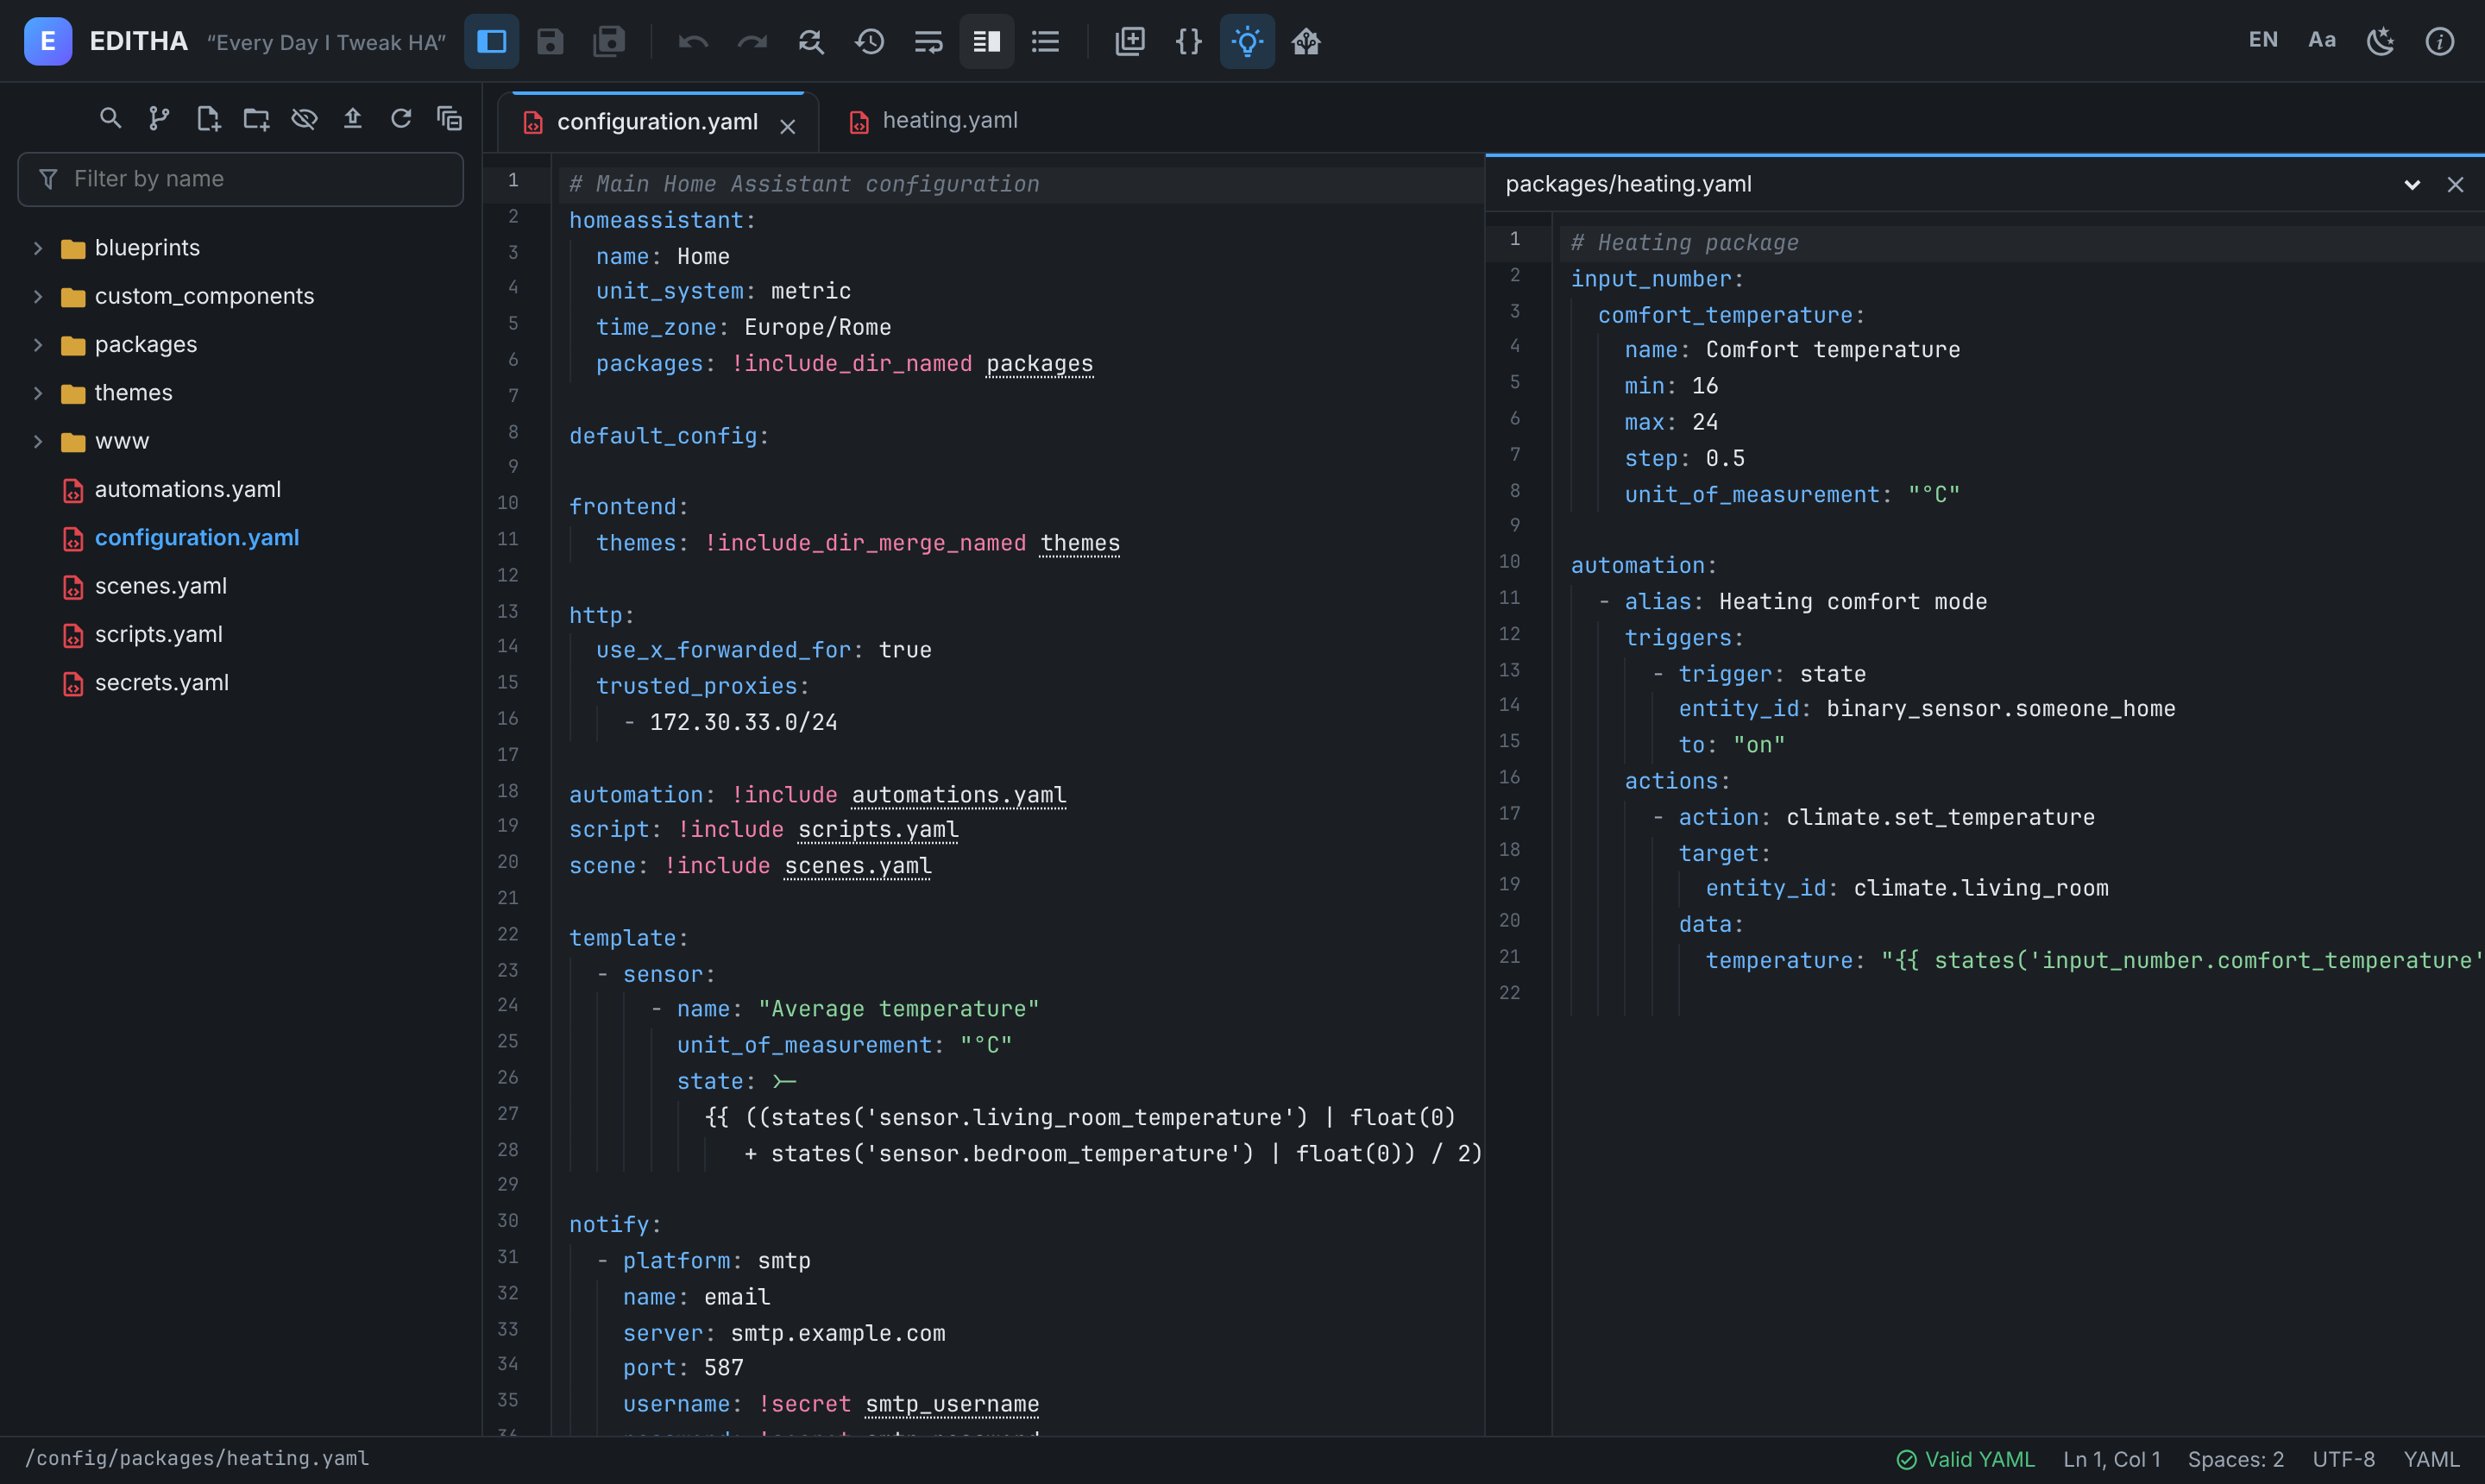 E EDITHA “Every Day I Tweak HA” EN Aa
Filter by name
blueprints
custom_components
packages
themes
www
automations.yaml
configuration.yaml
scenes.yaml
scripts.yaml
secrets.yaml
configuration.yaml
heating.yaml
1 # Main Home Assistant configuration
2 homeassistant:
3 name: Home
4 unit_system: metric
5 time_zone: Europe/Rome
6 packages: !include_dir_named packages
7
8 default_config:
9
10 frontend:
11 themes: !include_dir_merge_named themes
12
13 http:
14 use_x_forwarded_for: true
15 trusted_proxies:
16 - 172.30.33.0/24
17
18 automation: !include automations.yaml
19 script: !include scripts.yaml
20 scene: !include scenes.yaml
21
22 template:
23 - sensor:
24 - name: "Average temperature"
25 unit_of_measurement: "°C"
26 state: >-
27 {{ ((states('sensor.living_room_temperature') | float(0)
28 + states('sensor.bedroom_temperature') | float(0)) / 2)
29
30 notify:
31 - platform: smtp
32 name: email
33 server: smtp.example.com
34 port: 587
35 username: !secret smtp_username
packages/heating.yaml
1 # Heating package
2 input_number:
3 comfort_temperature:
4 name: Comfort temperature
5 min: 16
6 max: 24
7 step: 0.5
8 unit_of_measurement: "°C"
9
10 automation:
11 - alias: Heating comfort mode
12 triggers:
13 - trigger: state
14 entity_id: binary_sensor.someone_home
15 to: "on"
16 actions:
17 - action: climate.set_temperature
18 target:
19 entity_id: climate.living_room
20 data:
21 temperature: "{{ states('input_number.comfort_temperature'
22
/config/packages/heating.yaml
Valid YAML Ln 1, Col 1 Spaces: 2 UTF-8 YAML